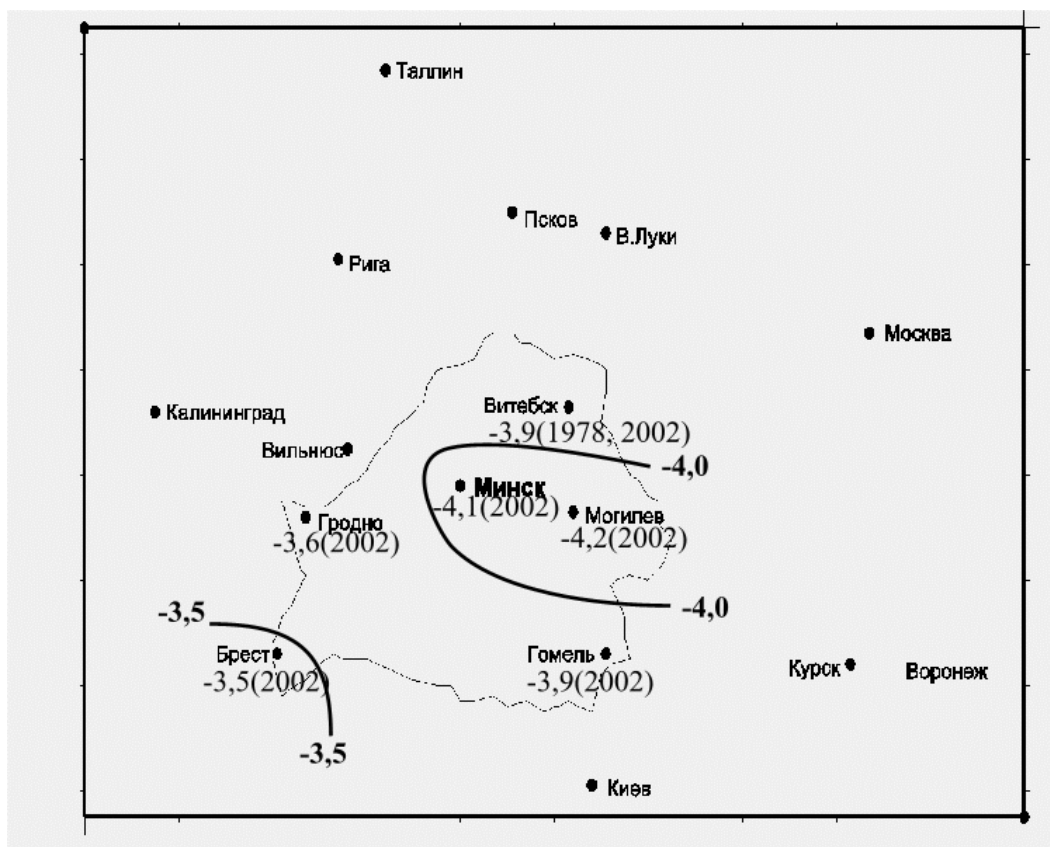 Таллин
Псков
В.Луки
Рига
Москва
Калининград
Витебск
-3,9(1978, 2002)
Вильнюс
-4,0
Минск
-4,1(2002)
Могилев
-4,2(2002)
Гродно
-3,6(2002)
-3,5
-4,0
Брест
-3,5(2002)
Гомель
-3,9(2002)
Курск
Воронеж
-3,5
Киев